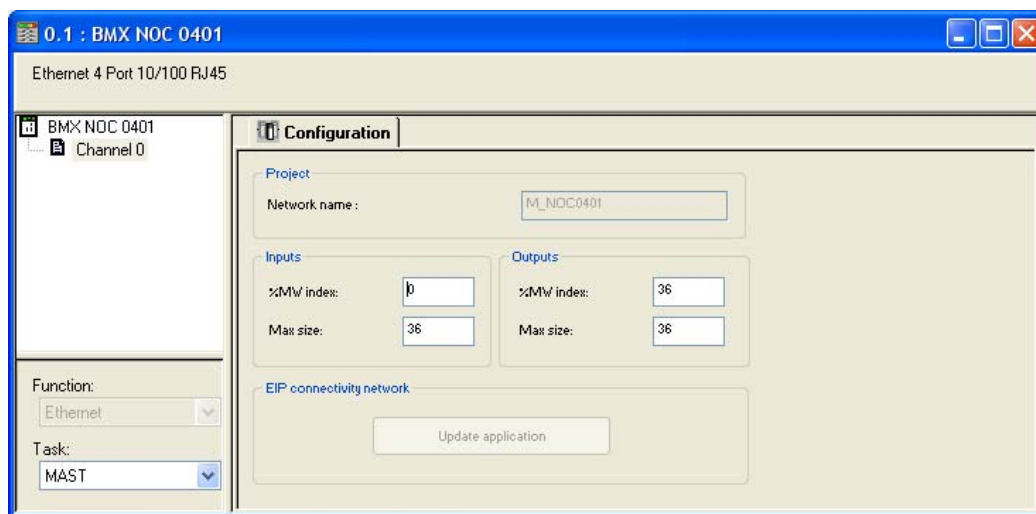 0.1 : BMX NOC 0401
Ethernet 4 Port 10/100 RJ45
BMX NOC 0401
Channel 0
Function:
Ethernet
Task:
MAST
Configuration
Project
Network name :
M_NOC0401
Inputs
%MW index:
0
Max size:
36
Outputs
%MW index:
36
Max size:
36
EIP connectivity network
Update application